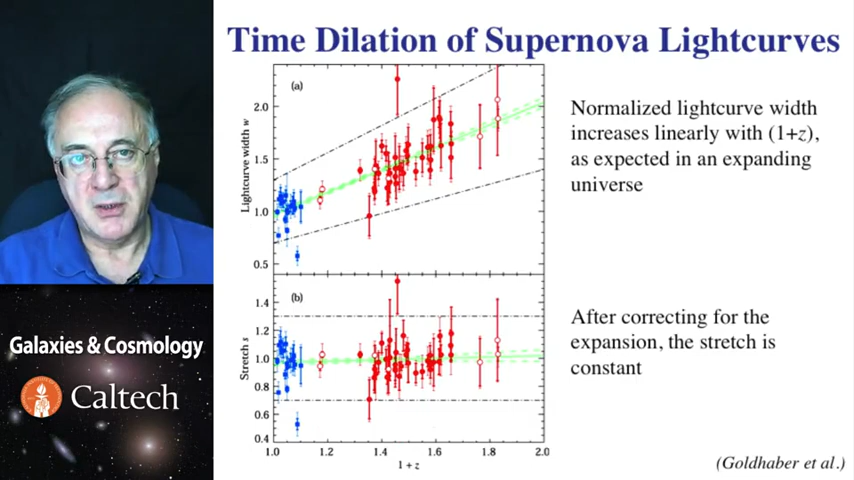 Time Dilation of Supernova Lightcurves
(a)
2.0
1.5
1.0
0.5
Lightcurve width w
Normalized lightcurve width
increases linearly with (1+z),
as expected in an expanding
universe
(b)
1.4
1.2
1.0
0.8
0.6
0.4
Stretch s
1.0
1.2
1.4
1.6
1.8
2.0
1+z
After correcting for the
expansion, the stretch is
constant
Galaxies & Cosmology
Caltech
(Goldhaber et al.)